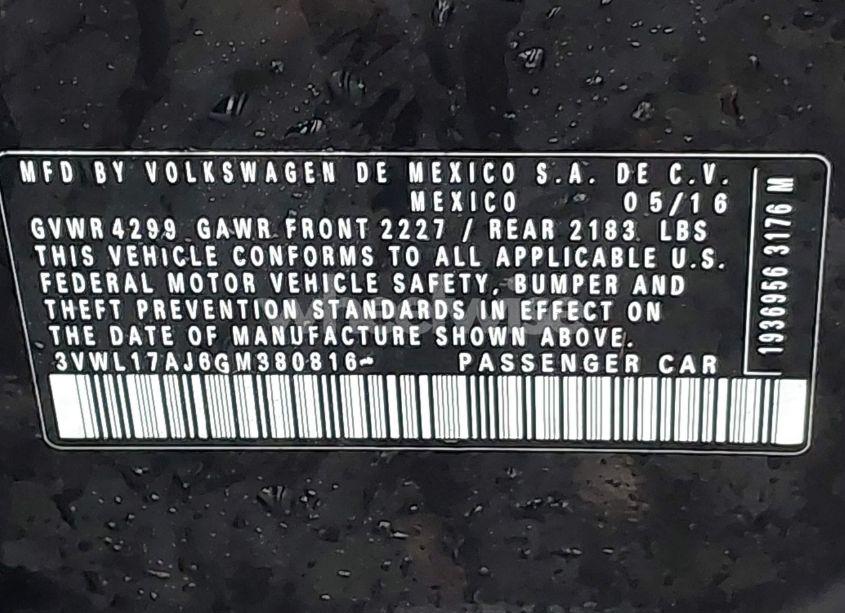 MFD BY VOLKSWAGEN DE MEXICO S.A. DE C.V.
MEXICO 05/16
GVWR 4299 GAWR FRONT 2227 / REAR 2183 LBS
THIS VEHICLE CONFORMS TO ALL APPLICABLE U.S.
FEDERAL MOTOR VEHICLE SAFETY, BUMPER AND
THEFT PREVENTION STANDARDS IN EFFECT ON
THE DATE OF MANUFACTURE SHOWN ABOVE.
3VWL17AJ6GM380816- PASSENGER CAR
1936956 3176 M